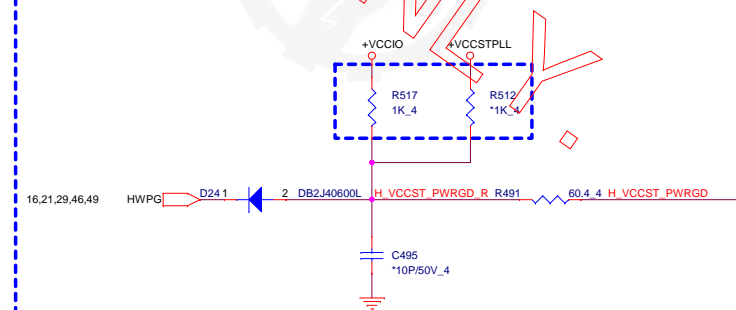 +VCCIO
+VCCSTPLL
R517
1K_4
R512
*1K_4
16,21,29,46,49
HWPG
D24 1
2
DB2J40600L
H_VCCST_PWRGD_R
R491
60.4_4
H_VCCST_PWRGD
C495
*10P/50V_4